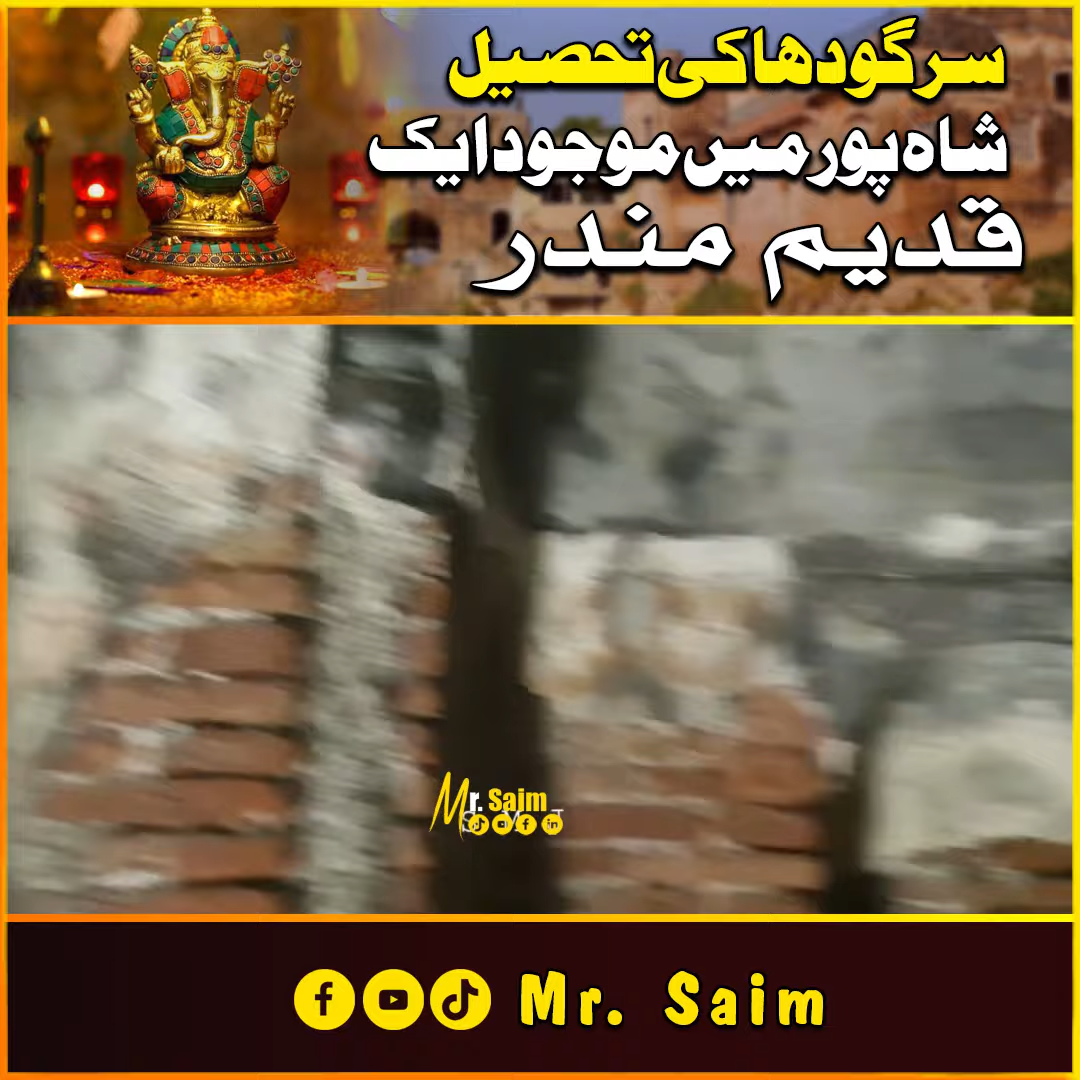 سرگودھا کی تحصیل
شاہ پور میں موجود ایک
قدیم مندر
Mr. Saim
Mr. Saim